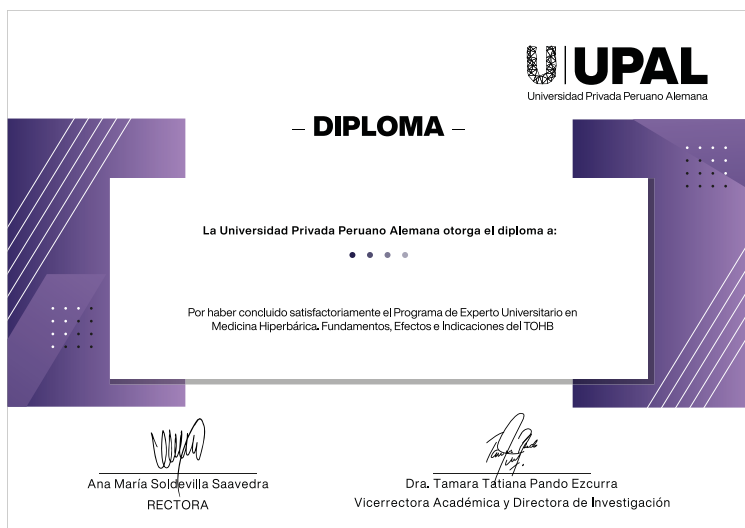 UPAL
Universidad Privada Peruano Alemana
– DIPLOMA –
La Universidad Privada Peruano Alemana otorga el diploma a:
Por haber concluido satisfactoriamente el Programa de Experto Universitario en
Medicina Hiperbárica. Fundamentos, Efectos e Indicaciones del TOHB
Ana María Soldevilla Saavedra
RECTORA
Dra. Tamara Tatiana Pando Ezcurra
Vicerrectora Académica y Directora de Investigación